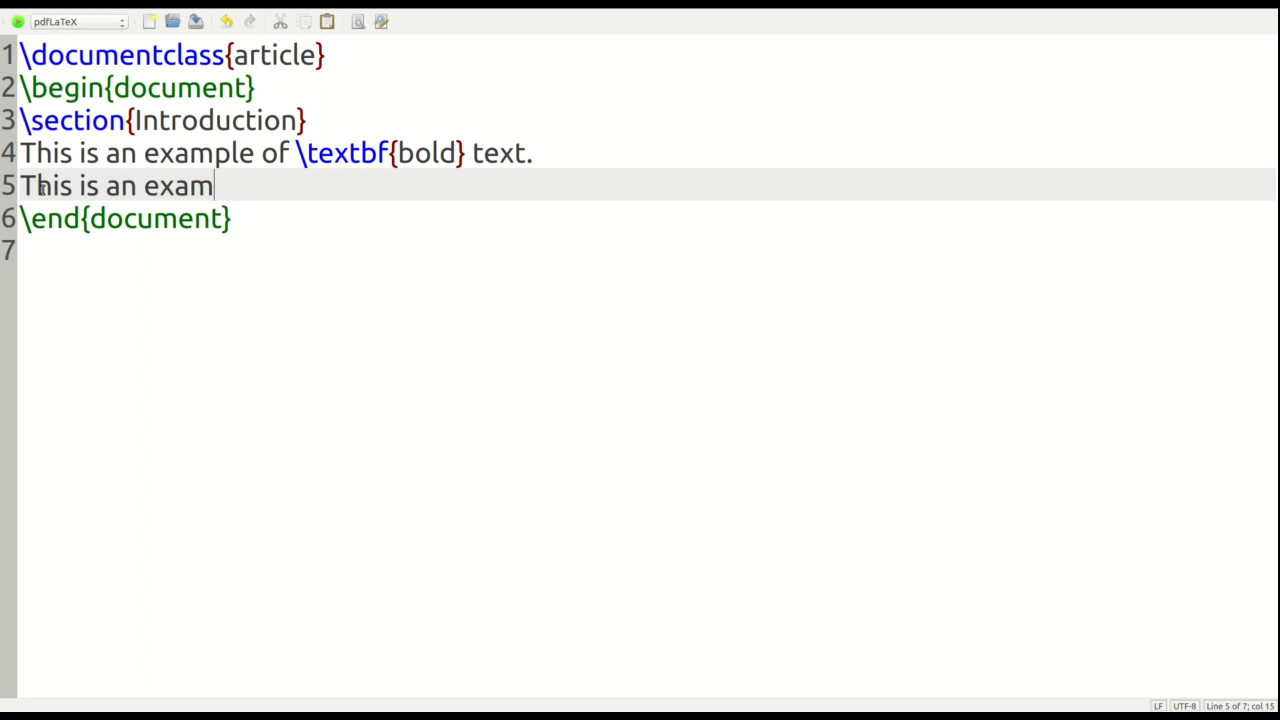 pdfLaTeX
1 \documentclass{article}
2 \begin{document}
3 \section{Introduction}
4 This is an example of \textbf{bold} text.
5 This is an exam
6 \end{document}
7
LF UTF-8 Line 5 of 7; col 15